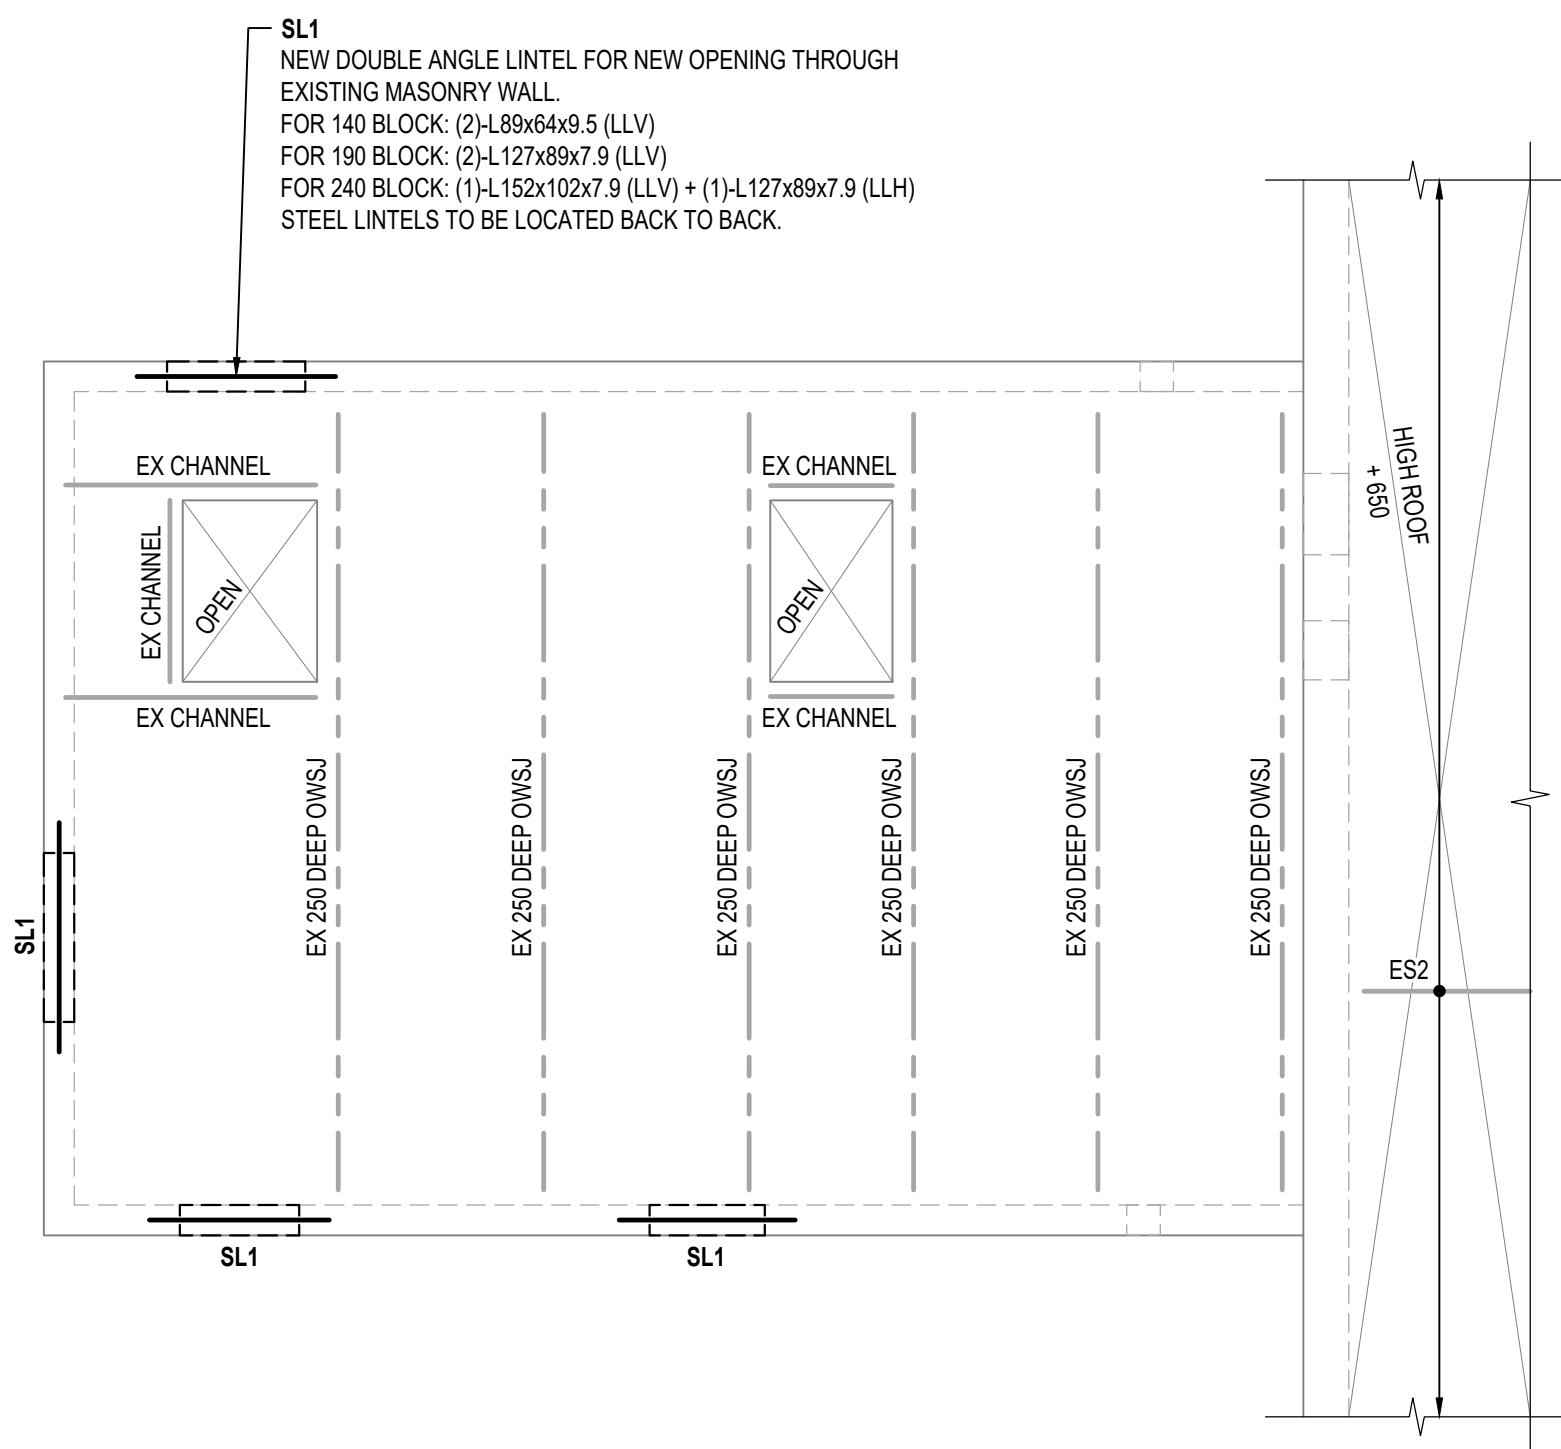 SL1
NEW DOUBLE ANGLE LINTEL FOR NEW OPENING THROUGH
EXISTING MASONRY WALL.
FOR 140 BLOCK: (2)-L89x64x9.5 (LLV)
FOR 190 BLOCK: (2)-L127x89x7.9 (LLV)
FOR 240 BLOCK: (1)-L152x102x7.9 (LLV) + (1)-L127x89x7.9 (LLH)
STEEL LINTELS TO BE LOCATED BACK TO BACK.
HIGH ROOF
+ 650
EX CHANNEL
EX CHANNEL
EX CHANNEL
OPEN
OPEN
EX CHANNEL
EX CHANNEL
EX 250 DEEP OWSJ
EX 250 DEEP OWSJ
EX 250 DEEP OWSJ
EX 250 DEEP OWSJ
EX 250 DEEP OWSJ
EX 250 DEEP OWSJ
SL1
ES2
SL1
SL1